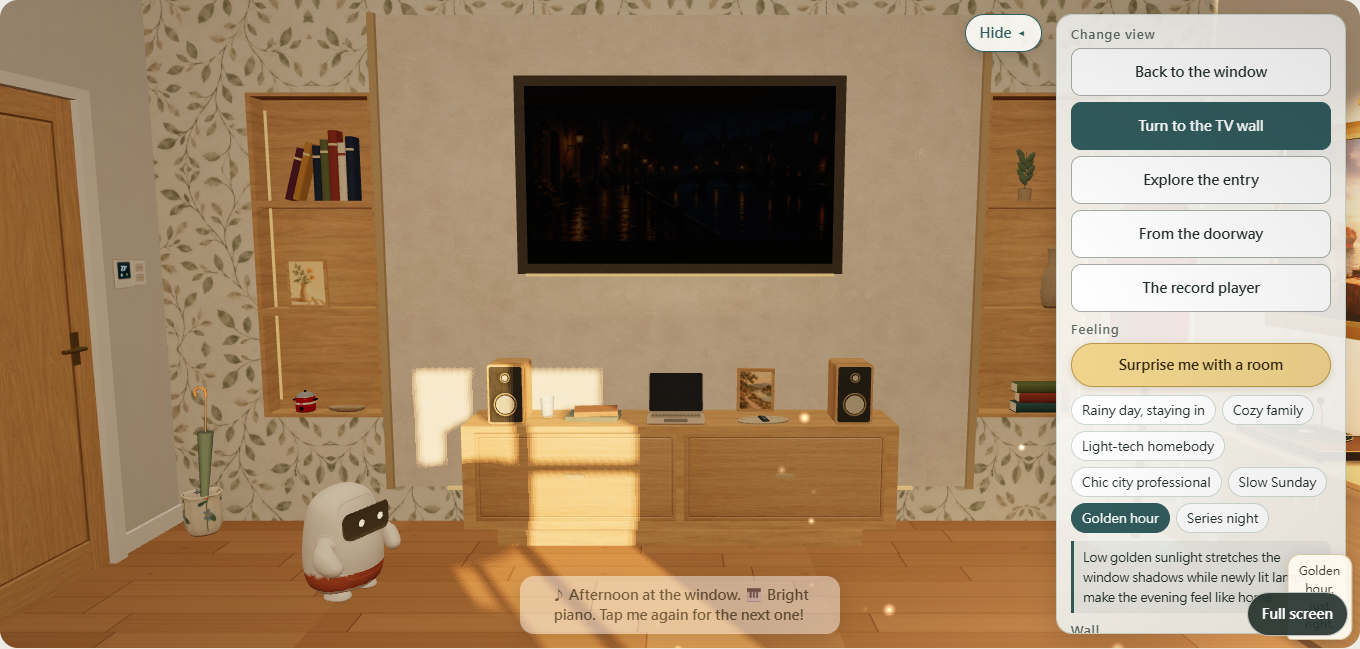 Hide ◂
Change view
Back to the window
Turn to the TV wall
Explore the entry
From the doorway
The record player
Feeling
Surprise me with a room
Rainy day, staying in
Cozy family
Light-tech homebody
Chic city professional
Slow Sunday
Golden hour
Series night
Low golden sunlight stretches the
window shadows while newly lit
make the evening feel like
Golden
hour,
Full screen
Wall
♪ Afternoon at the window. 🎹 Bright
piano. Tap me again for the next one!